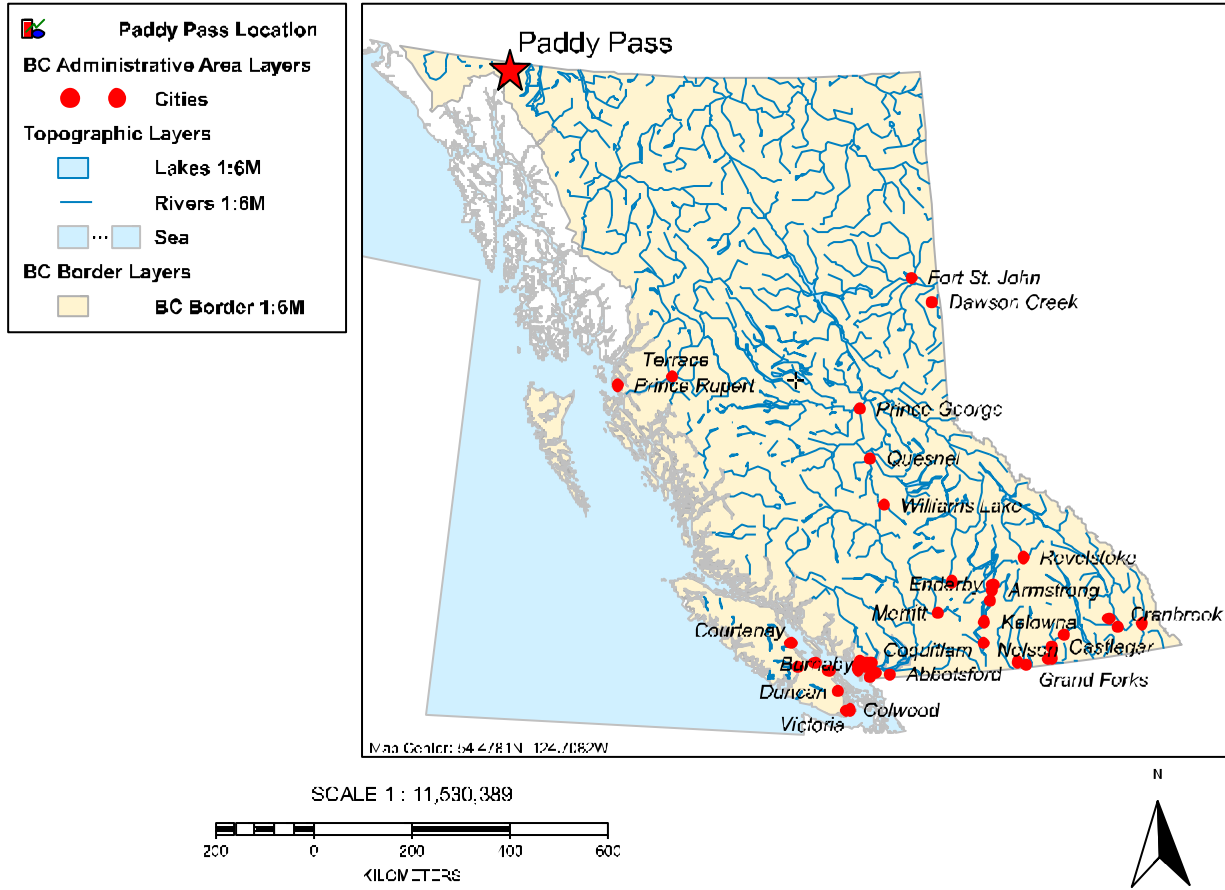 Paddy Pass Location
BC Administrative Area Layers
Cities
Topographic Layers
Lakes 1:6M
Rivers 1:6M
... Sea
BC Border Layers
BC Border 1:6M
Paddy Pass
Fort St. John
Dawson Creek
Terrace
Prince Rupert
Prince George
Quesnel
Williams Lake
Revelstoke
Enderby
Armstrong
Merritt
Kelowna
Cranbrook
Courtenay
Coquitlam
Nelson
Castlegar
Burnaby
Abbotsford
Grand Forks
Duncan
Colwood
Victoria
Map Center: 54.4781N -124.7082W
SCALE 1 : 11,530,389
200 0 200 400 600
KILOMETERS
N